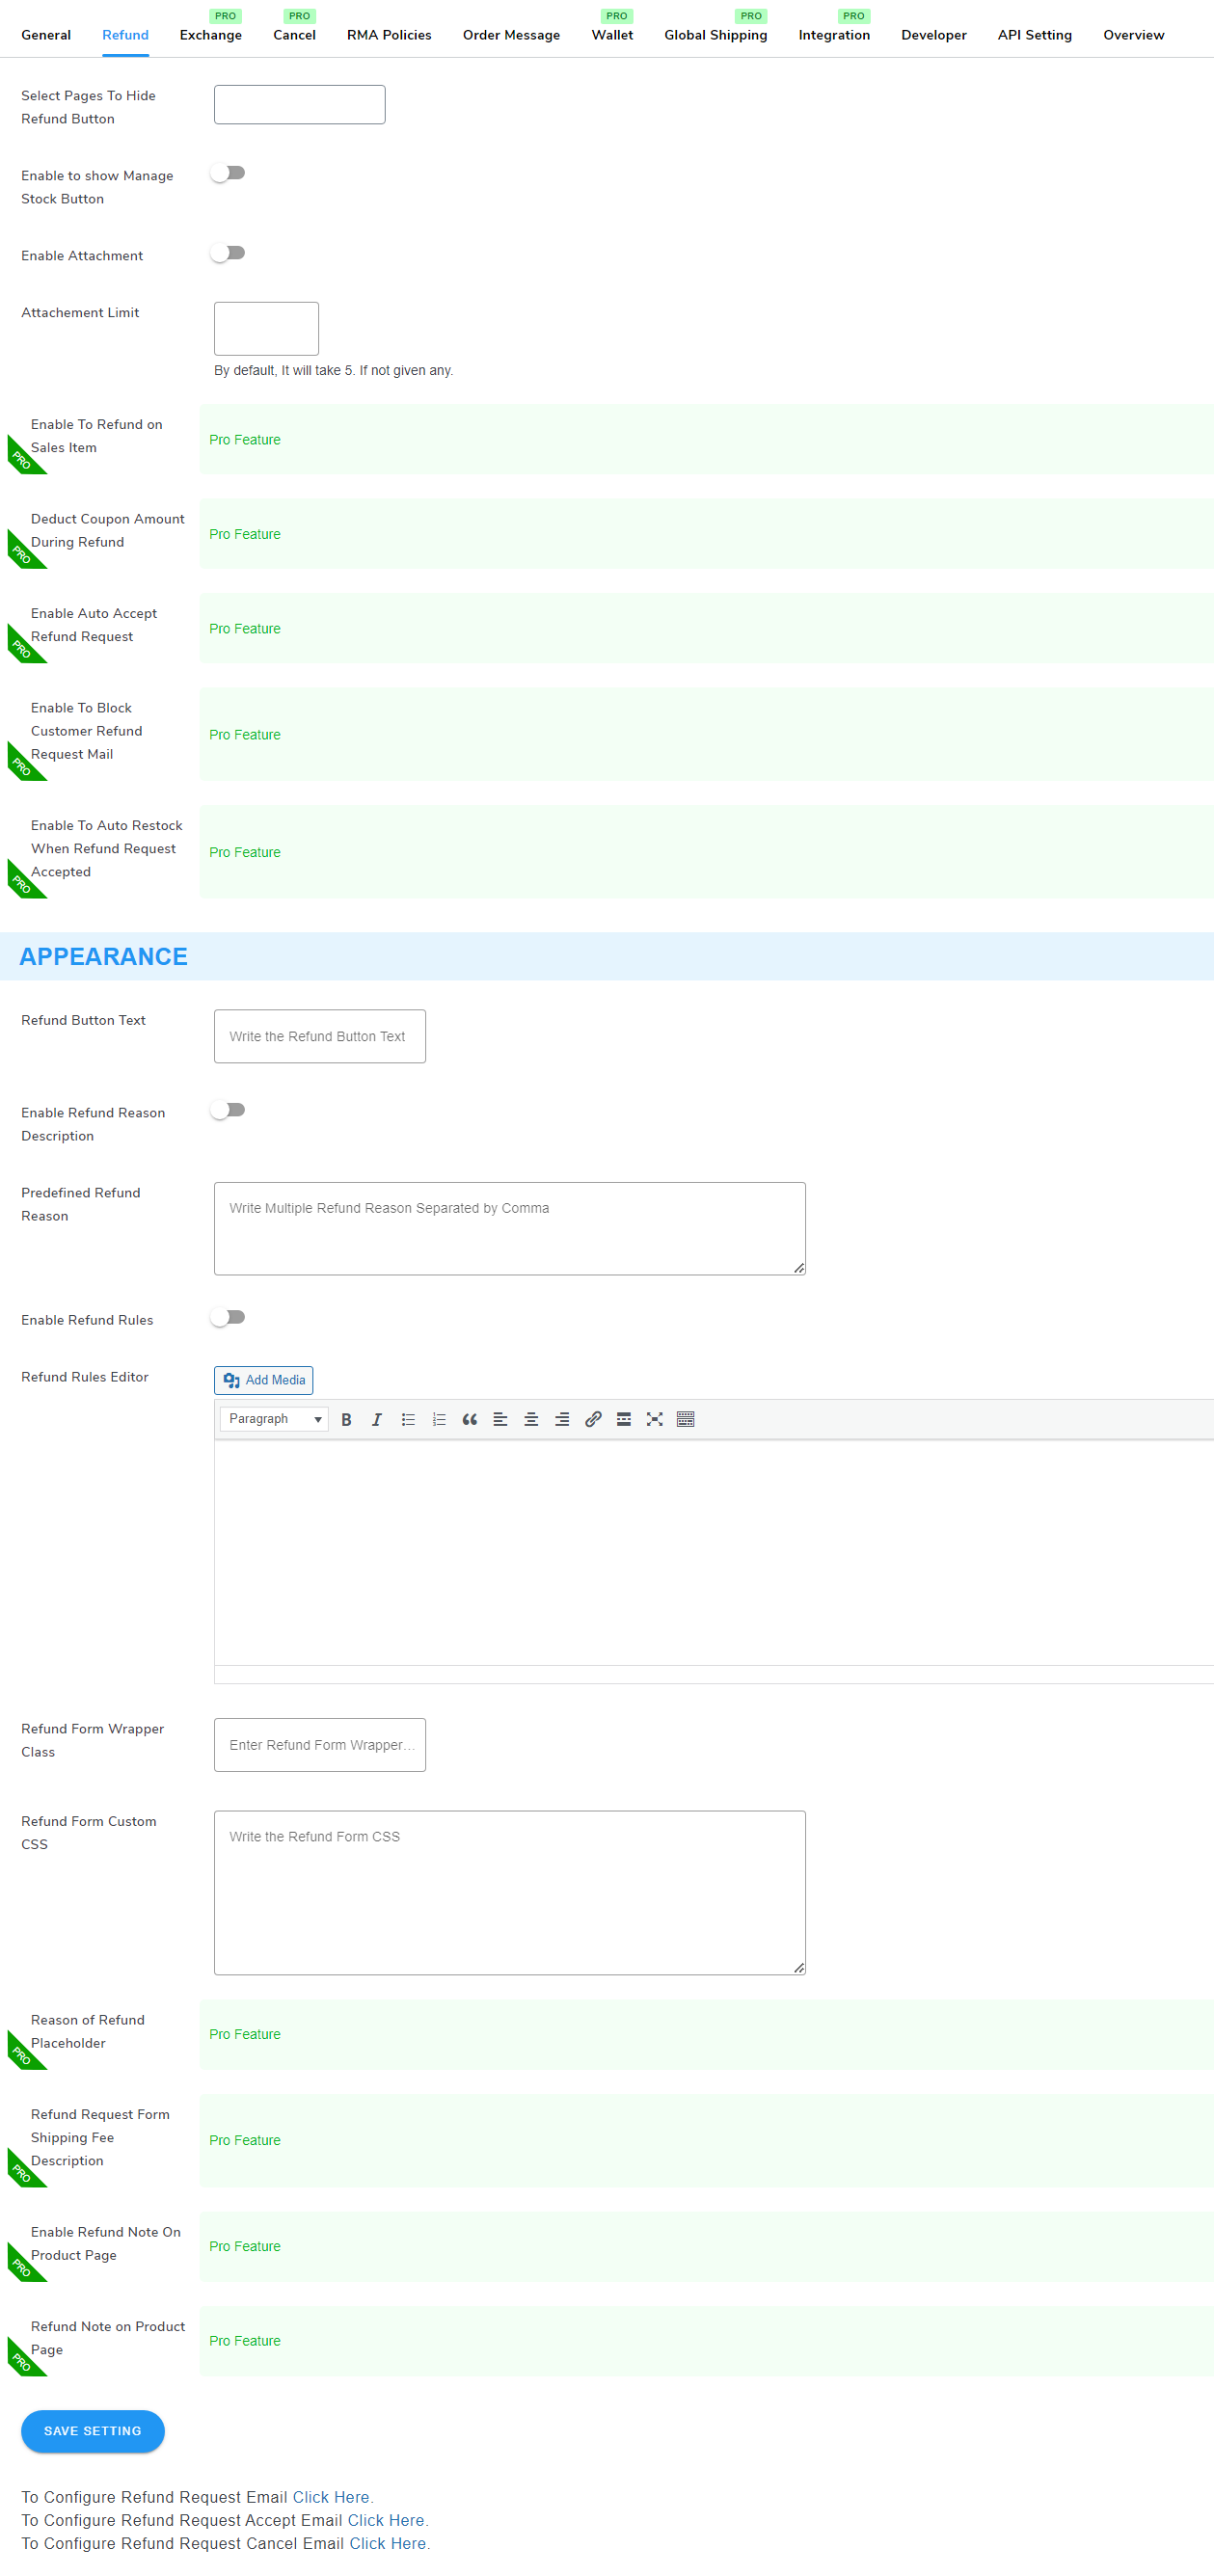 PRO PRO PRO PRO PRO
General Refund Exchange Cancel RMA Policies Order Message Wallet Global Shipping Integration Developer API Setting Overview
Select Pages To Hide
Refund Button
Enable to show Manage
Stock Button
Enable Attachment
Attachement Limit
By default, It will take 5. If not given any.
Enable To Refund on
Sales Item
PRO
Pro Feature
Deduct Coupon Amount
During Refund
PRO
Pro Feature
Enable Auto Accept
Refund Request
PRO
Pro Feature
Enable To Block
Customer Refund
Request Mail
PRO
Pro Feature
Enable To Auto Restock
When Refund Request
Accepted
PRO
Pro Feature
APPEARANCE
Refund Button Text
Write the Refund Button Text
Enable Refund Reason
Description
Predefined Refund
Reason
Write Multiple Refund Reason Separated by Comma
Enable Refund Rules
Refund Rules Editor
Add Media
Paragraph
Refund Form Wrapper
Class
Enter Refund Form Wrapper...
Refund Form Custom
CSS
Write the Refund Form CSS
Reason of Refund
Placeholder
PRO
Pro Feature
Refund Request Form
Shipping Fee
Description
PRO
Pro Feature
Enable Refund Note On
Product Page
PRO
Pro Feature
Refund Note on Product
Page
PRO
Pro Feature
SAVE SETTING
To Configure Refund Request Email Click Here.
To Configure Refund Request Accept Email Click Here.
To Configure Refund Request Cancel Email Click Here.